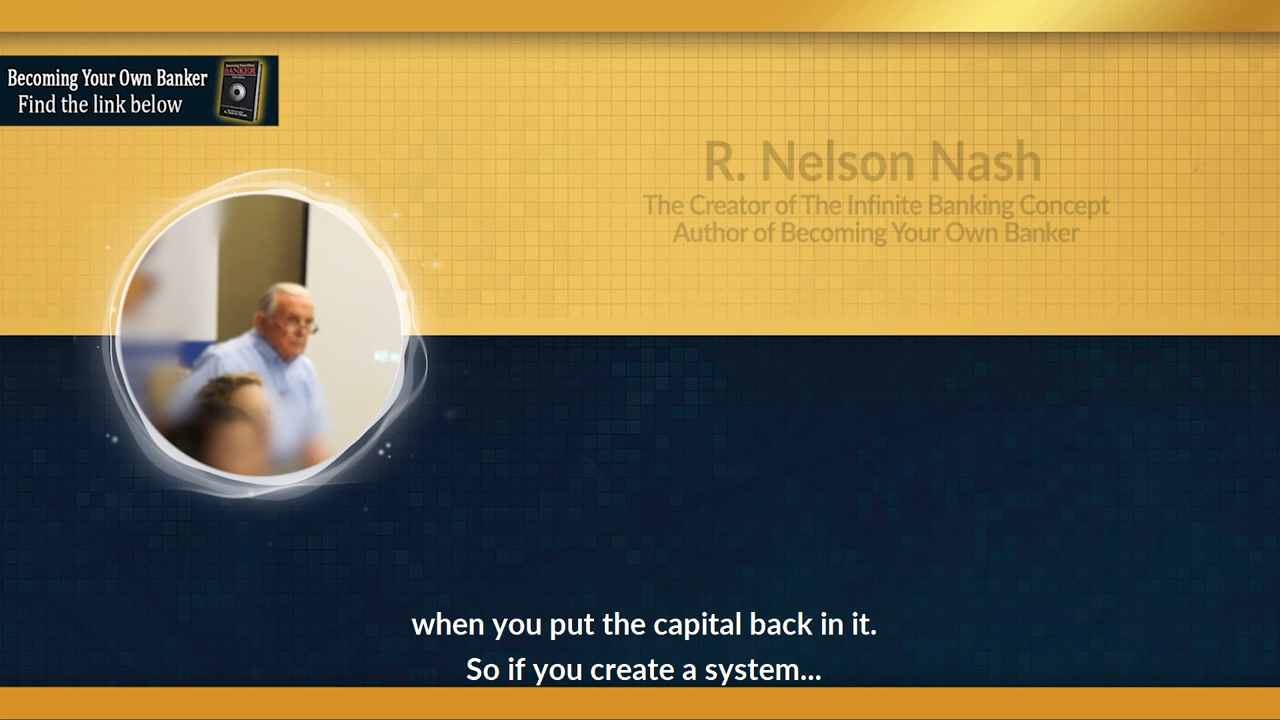 Becoming Your Own Banker
Find the link below
R. Nelson Nash
The Creator of The Infinite Banking Concept
Author of Becoming Your Own Banker
when you put the capital back in it.
So if you create a system...